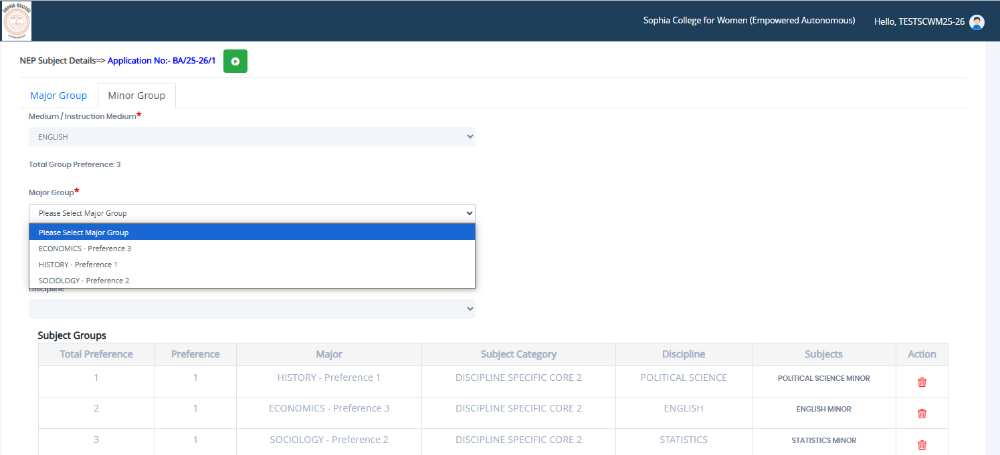 SOPHIA COLLEGE
AUTONOMOUS
Sophia College for Women (Empowered Autonomous)
Hello, TESTSCWM25-26
NEP Subject Details=> Application No:- BA/25-26/1
Major Group
Minor Group
Medium / Instruction Medium*
ENGLISH
Total Group Preference: 3
Major Group*
Please Select Major Group
Please Select Major Group
ECONOMICS - Preference 3
HISTORY - Preference 1
SOCIOLOGY - Preference 2
Discipline
Subject Groups
Total Preference Preference Major Subject Category Discipline Subjects Action
1 1 HISTORY - Preference 1 DISCIPLINE SPECIFIC CORE 2 POLITICAL SCIENCE POLITICAL SCIENCE MINOR
2 1 ECONOMICS - Preference 3 DISCIPLINE SPECIFIC CORE 2 ENGLISH ENGLISH MINOR
3 1 SOCIOLOGY - Preference 2 DISCIPLINE SPECIFIC CORE 2 STATISTICS STATISTICS MINOR